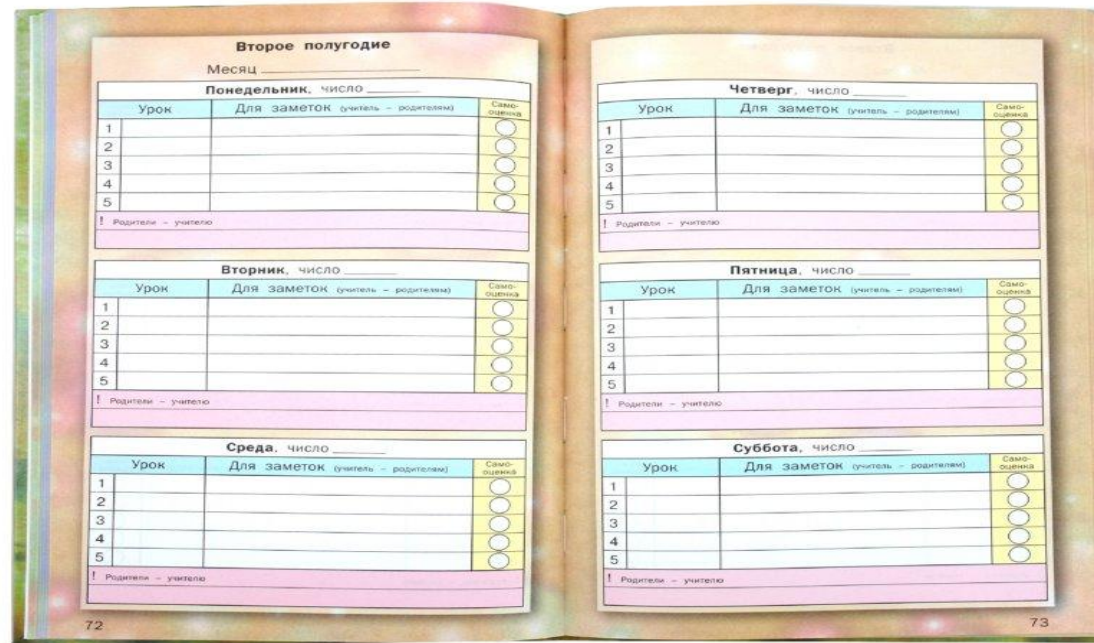 Второе полугодие
Месяц
Понедельник, число
Урок Для заметок (учитель – родителям) Само-
оценка
1
2
3
4
5
! Родители – учителю
Вторник, число
Урок Для заметок (учитель – родителям) Само-
оценка
1
2
3
4
5
! Родители – учителю
Среда, число
Урок Для заметок (учитель – родителям) Само-
оценка
1
2
3
4
5
! Родители – учителю
72
Четверг, число
Урок Для заметок (учитель – родителям) Само-
оценка
1
2
3
4
5
! Родители – учителю
Пятница, число
Урок Для заметок (учитель – родителям) Само-
оценка
1
2
3
4
5
! Родители – учителю
Суббота, число
Урок Для заметок (учитель – родителям) Само-
оценка
1
2
3
4
5
! Родители – учителю
73